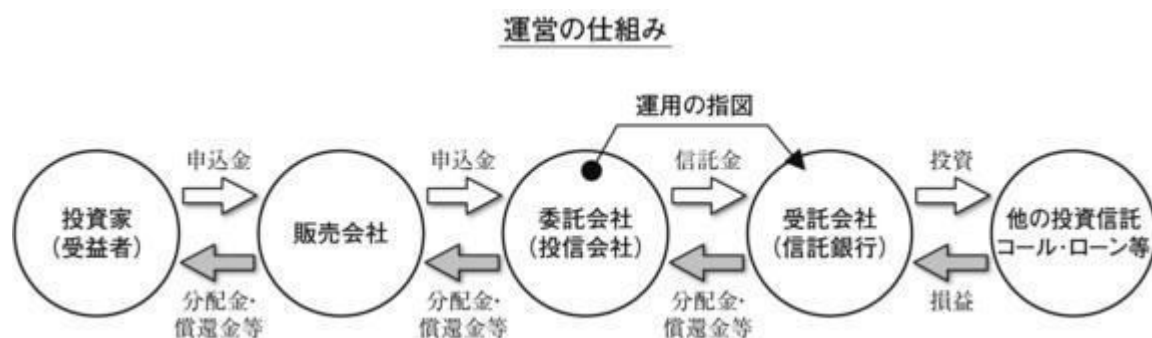 運営の仕組み
運用の指図
申込金
申込金
信託金
投資
投資家
(受益者)
販売会社
委託会社
(投信会社)
受託会社
(信託銀行)
他の投資信託
コール・ローン等
分配金・
償還金等
分配金・
償還金等
分配金・
償還金等
損益